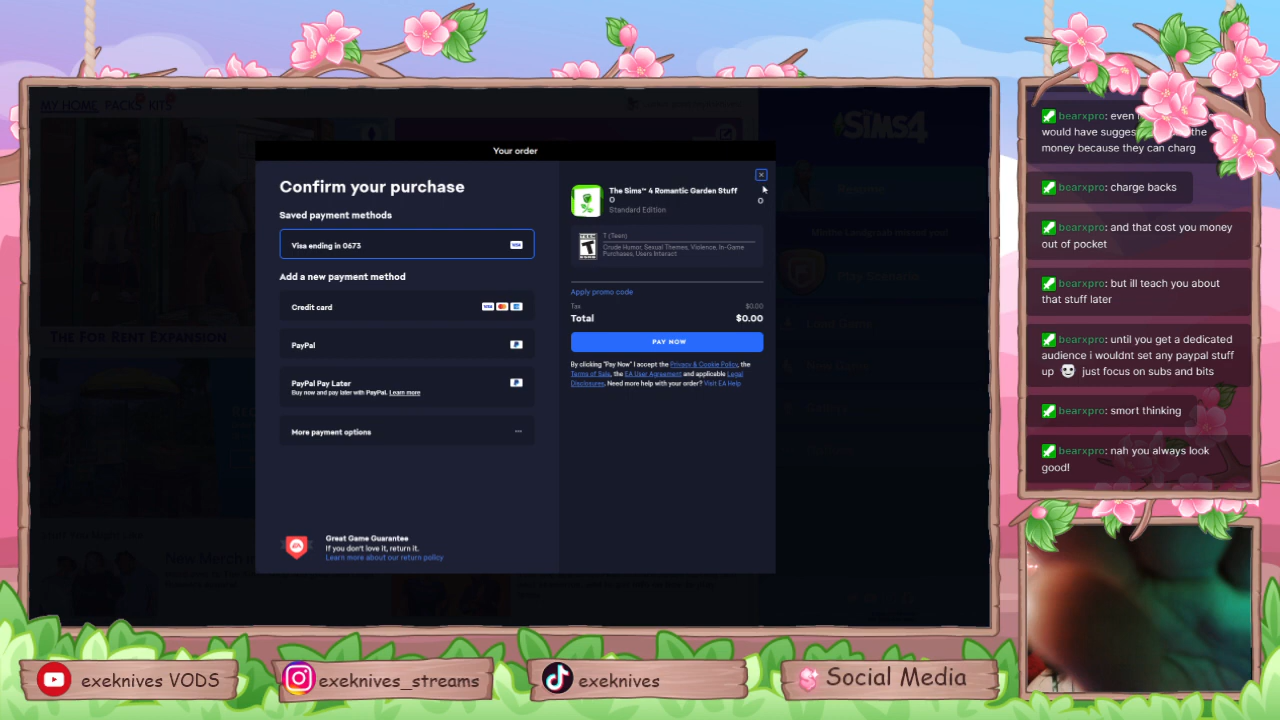 MY HOME PACKS KITS
THE FOR RENT EXPANSION
SIMS4
Your order
Confirm your purchase
Saved payment methods
Visa ending in 0673
VISA
Add a new payment method
Credit card
VISA
PayPal
PayPal Pay Later
Buy now and pay later with PayPal. Learn more
More payment options
Great Game Guarantee
If you don't love it, return it.
Learn more about our return policy
EA
The Sims™ 4 Romantic Garden Stuff
0
0
Standard Edition
TEEN
T
T (Teen)
Crude Humor, Sexual Themes, Violence, In-Game
Purchases, Users Interact
Apply promo code
Tax $0.00
Total $0.00
PAY NOW
By clicking "Pay Now" I accept the Privacy & Cookie Policy, the
Terms of Sale, the EA User Agreement and applicable Legal
Disclosures. Need more help with your order? Visit EA Help
bearxpro: even
would have the
money because they can charg
bearxpro: charge backs
bearxpro: and that cost you money
out of pocket
bearxpro: but ill teach you about
that stuff later
bearxpro: until you get a dedicated
audience i wouldnt set any paypal stuff
up just focus on subs and bits
bearxpro: smort thinking
bearxpro: nah you always look
good!
exeknives VODS
exeknives_streams
exeknives
Social Media